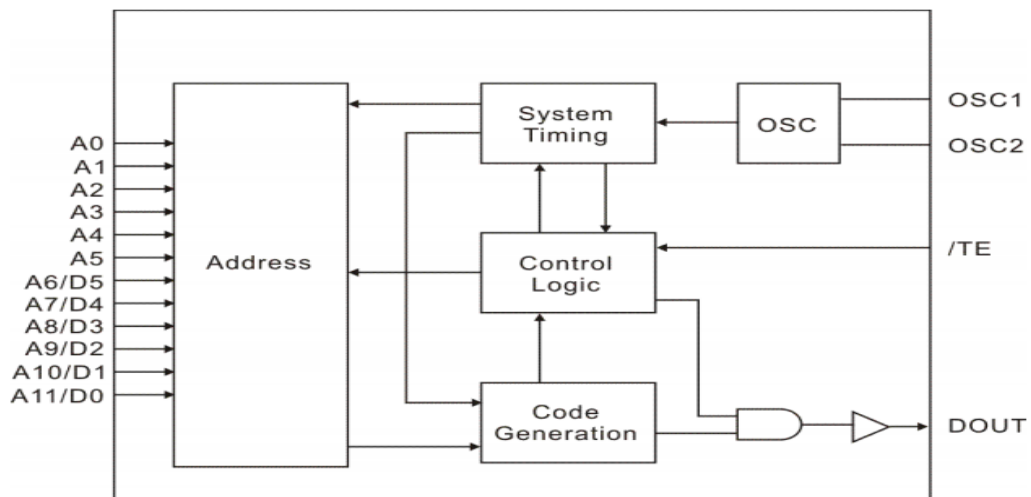 A0
A1
A2
A3
A4
A5
A6/D5
A7/D4
A8/D3
A9/D2
A10/D1
A11/D0
Address
System
Timing
Control
Logic
Code
Generation
OSC
OSC1
OSC2
/TE
DOUT